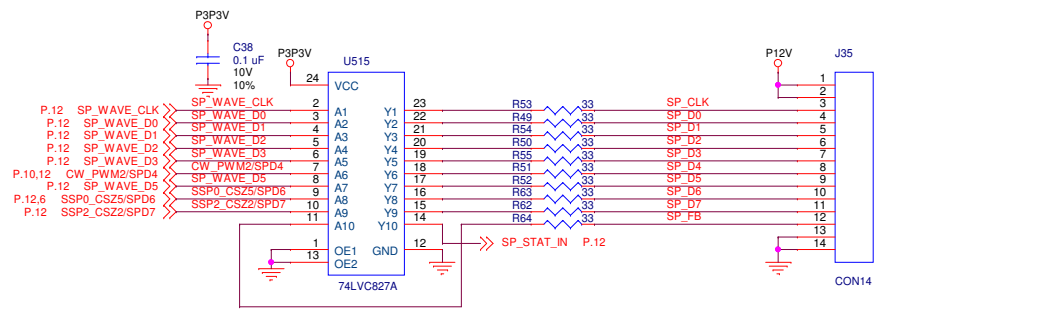 P3P3V
C38
0.1 uF
10V
10%
P3P3V
U515
P12V
J35
24 VCC
1
2
P.12 SP_WAVE_CLK SP_WAVE_CLK 2 A1 Y1 23 R53 33 SP_CLK 3
P.12 SP_WAVE_D0 SP_WAVE_D0 3 A2 Y2 22 R49 33 SP_D0 4
P.12 SP_WAVE_D1 SP_WAVE_D1 4 A3 Y3 21 R54 33 SP_D1 5
P.12 SP_WAVE_D2 SP_WAVE_D2 5 A4 Y4 20 R50 33 SP_D2 6
P.12 SP_WAVE_D3 SP_WAVE_D3 6 A5 Y5 19 R55 33 SP_D3 7
P.10,12 CW_PWM2/SPD4 CW_PWM2/SPD4 7 A6 Y6 18 R51 33 SP_D4 8
P.12 SP_WAVE_D5 SP_WAVE_D5 8 A7 Y7 17 R52 33 SP_D5 9
P.12,6 SSP0_CSZ5/SPD6 SSP0_CSZ5/SPD6 9 A8 Y8 16 R63 33 SP_D6 10
P.12 SSP2_CSZ2/SPD7 SSP2_CSZ2/SPD7 10 A9 Y9 15 R62 33 SP_D7 11
11 A10 Y10 14 R64 33 SP_FB 12
13
1 OE1 GND 12 SP_STAT_IN P.12 14
13 OE2
74LVC827A
CON14